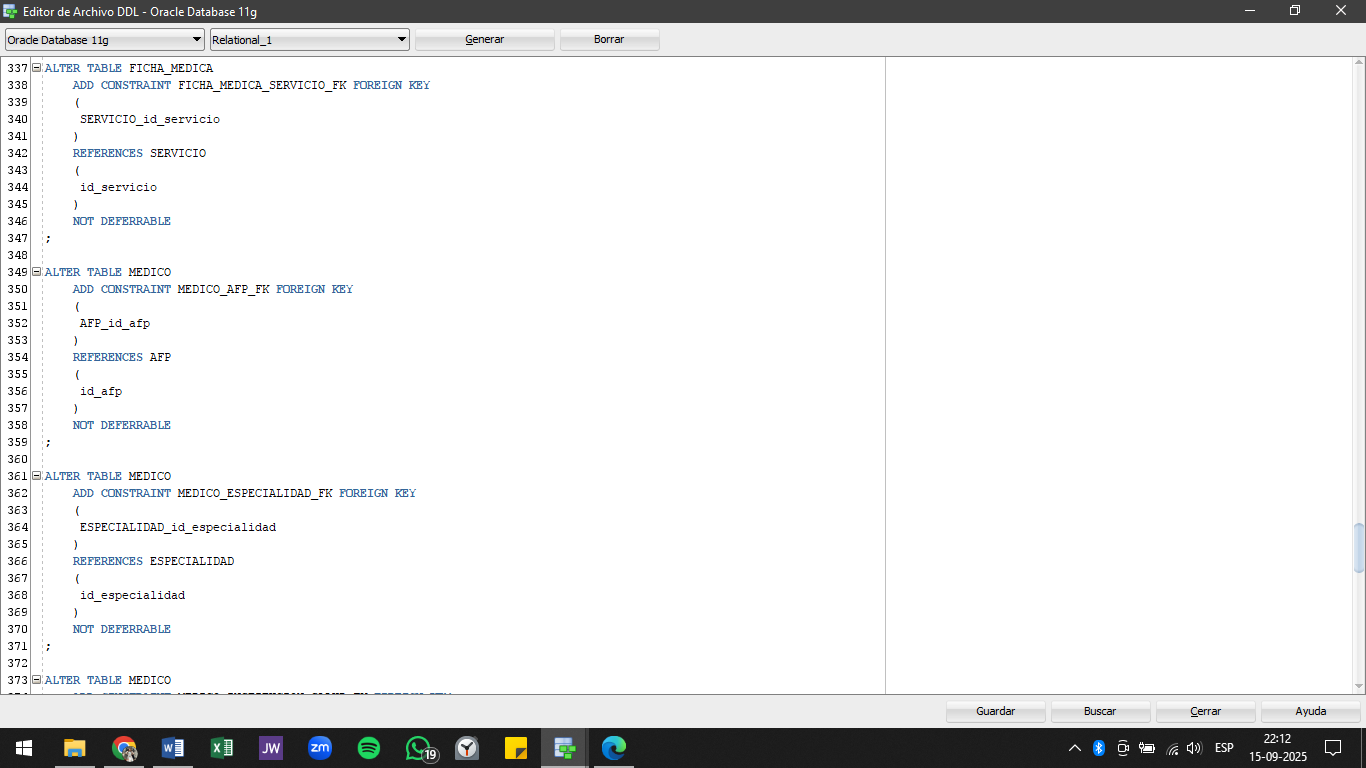 Editor de Archivo DDL - Oracle Database 11g
Oracle Database 11g Relational_1 Generar Borrar
337 ALTER TABLE FICHA_MEDICA
338 ADD CONSTRAINT FICHA_MEDICA_SERVICIO_FK FOREIGN KEY
339 (
340 SERVICIO_id_servicio
341 )
342 REFERENCES SERVICIO
343 (
344 id_servicio
345 )
346 NOT DEFERRABLE
347 ;
348
349 ALTER TABLE MEDICO
350 ADD CONSTRAINT MEDICO_AFP_FK FOREIGN KEY
351 (
352 AFP_id_afp
353 )
354 REFERENCES AFP
355 (
356 id_afp
357 )
358 NOT DEFERRABLE
359 ;
360
361 ALTER TABLE MEDICO
362 ADD CONSTRAINT MEDICO_ESPECIALIDAD_FK FOREIGN KEY
363 (
364 ESPECIALIDAD_id_especialidad
365 )
366 REFERENCES ESPECIALIDAD
367 (
368 id_especialidad
369 )
370 NOT DEFERRABLE
371 ;
372
373 ALTER TABLE MEDICO
Guardar Buscar Cerrar Ayuda
JW zm 19 ESP 22:12
15-09-2025